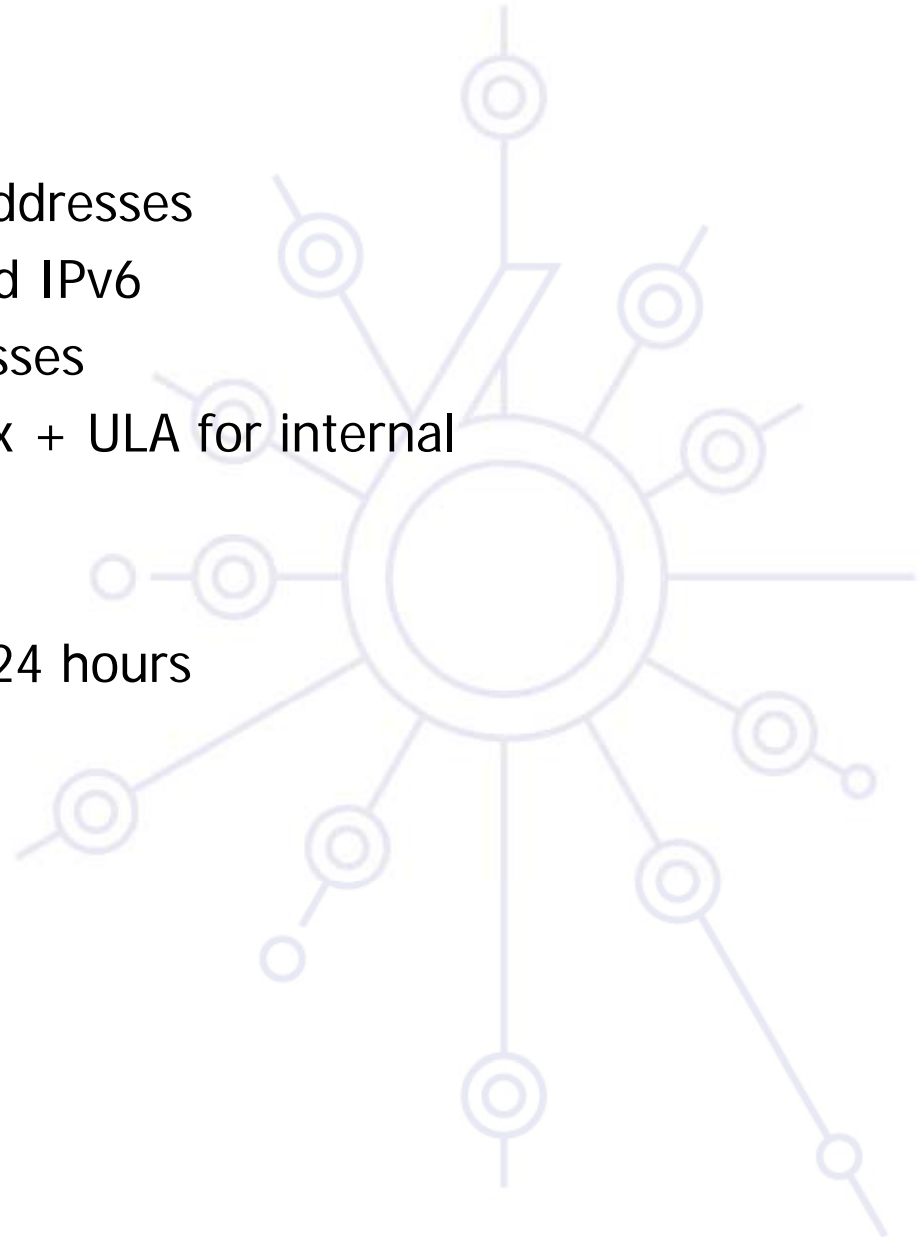 ddresses
d IPv6
sses
x + ULA for internal
24 hours